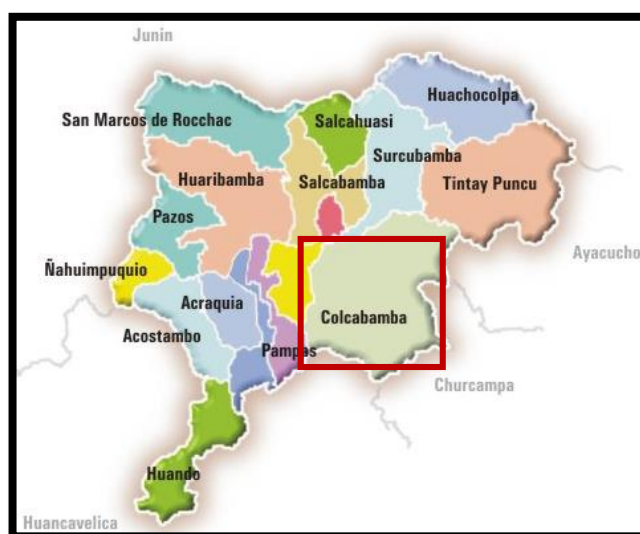 Junin
Huachocolpa
San Marcos de Rocchac
Salcahuasi
Surcubamba
Huaribamba
Salcabamba
Tintay Puncu
Pazos
Ayacucho
Ñahuimpuquio
Acraquia
Colcabamba
Acostambo
Pampas
Churcampa
Huando
Huancavelica